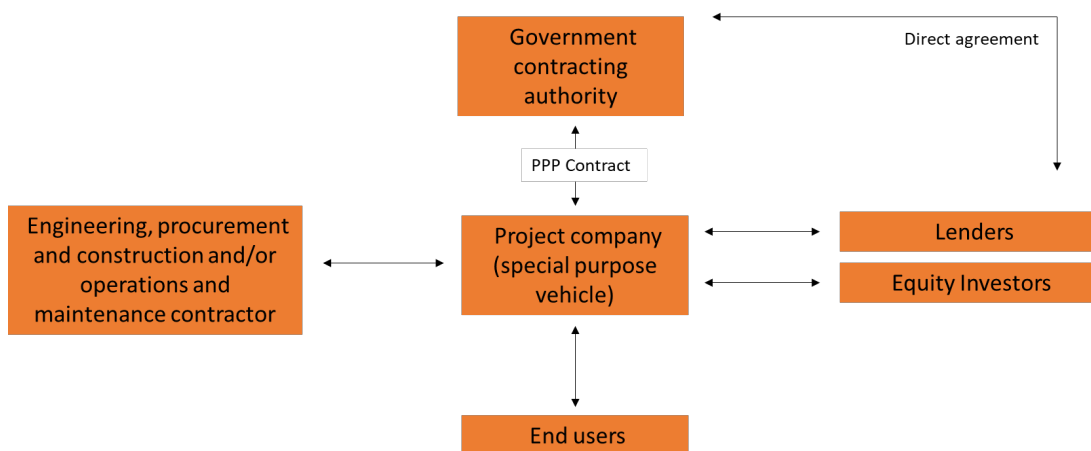 Government
contracting
authority
Direct agreement
PPP Contract
Engineering, procurement
and construction and/or
operations and
maintenance contractor
Project company
(special purpose
vehicle)
Lenders
Equity Investors
End users